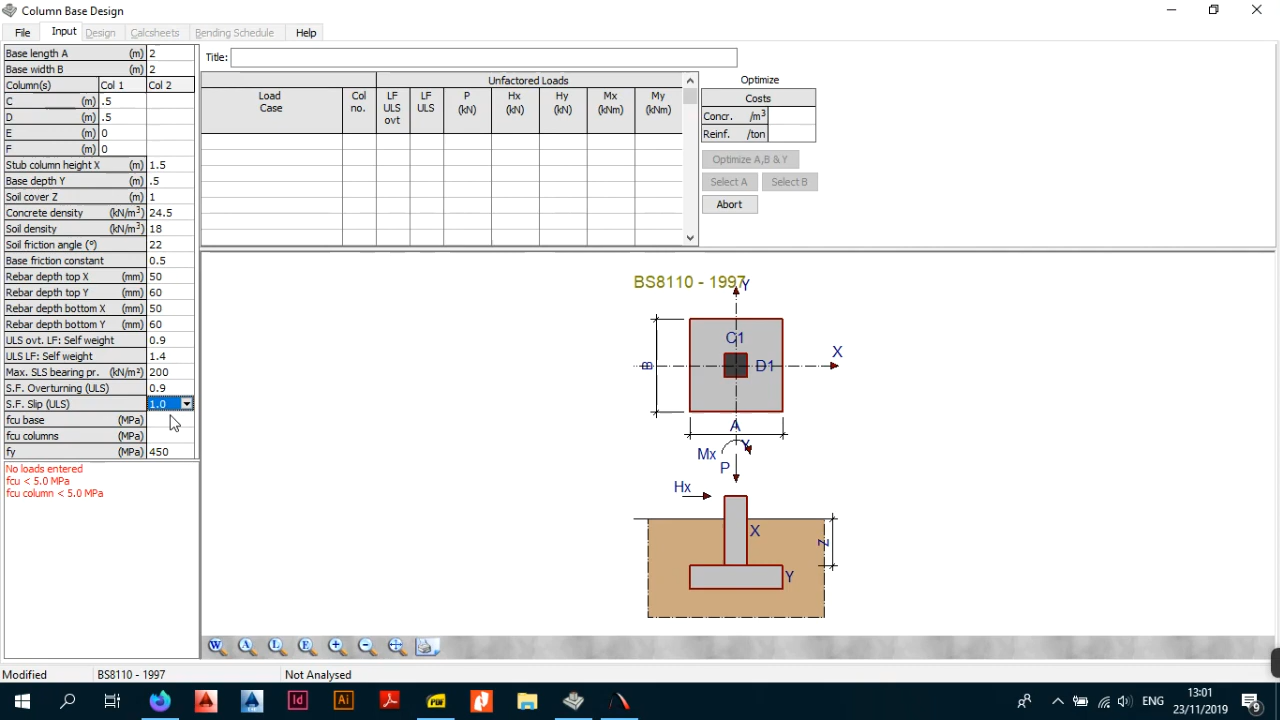 Column Base Design
File Input Design Calcsheets Bending Schedule Help
Base length A (m) 2
Base width B (m) 2
Column(s) Col 1 Col 2
C (m) .5
D (m) .5
E (m) 0
F (m) 0
Stub column height X (m) 1.5
Base depth Y (m) .5
Soil cover Z (m) 1
Concrete density (kN/m³) 24.5
Soil density (kN/m³) 18
Soil friction angle (°) 22
Base friction constant 0.5
Rebar depth top X (mm) 50
Rebar depth top Y (mm) 60
Rebar depth bottom X (mm) 50
Rebar depth bottom Y (mm) 60
ULS ovt. LF: Self weight 0.9
ULS LF: Self weight 1.4
Max. SLS bearing pr. (kN/m²) 200
S.F. Overturning (ULS) 0.9
S.F. Slip (ULS) 1.0
fcu base (MPa)
fcu columns (MPa)
fy (MPa) 450
No loads entered
fcu < 5.0 MPa
fcu column < 5.0 MPa
Title:
Unfactored Loads
Load Case Col no. LF ULS ovt LF ULS P (kN) Hx (kN) Hy (kN) Mx (kNm) My (kNm)
Optimize
Costs
Concr. /m³
Reinf. /ton
Optimize A,B & Y
Select A Select B
Abort
BS8110 - 1997
Y
C1
X
B
D1
A
Y
Mx
P
Hx
X
Z
Y
W A L E
Modified BS8110 - 1997 Not Analysed
Id Ai ENG 13:01
23/11/2019 9